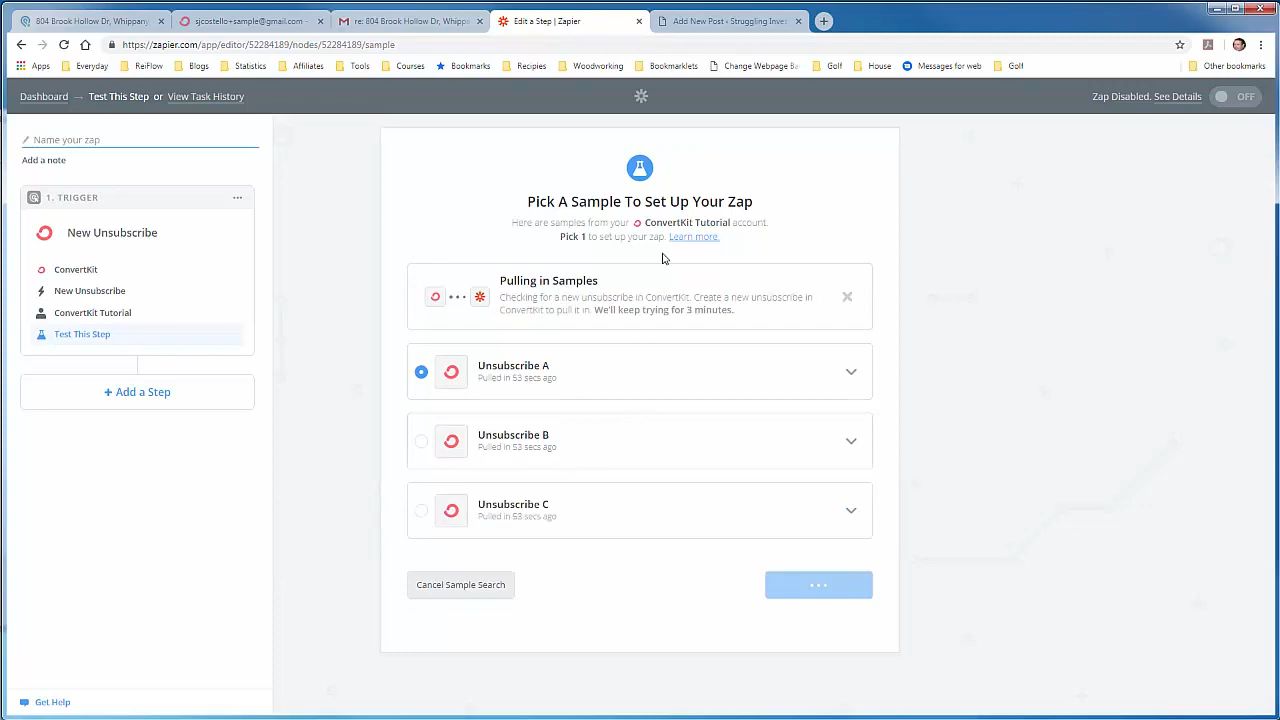 804 Brook Hollow Dr, Whippany
sjcostello+sample@gmail.com -
re: 804 Brook Hollow Dr, Whippa
Edit a Step | Zapier
Add New Post ‹ Struggling Inves
https://zapier.com/app/editor/52284189/nodes/52284189/sample
Apps
Everyday
ReiFlow
Blogs
Statistics
Affiliates
Tools
Courses
Bookmarks
Recipies
Woodworking
Bookmarklets
Change Webpage Ba
Golf
House
Messages for web
Golf
Other bookmarks
Dashboard → Test This Step or View Task History
Zap Disabled. See Details
OFF
Name your zap
Add a note
1. TRIGGER
New Unsubscribe
ConvertKit
New Unsubscribe
ConvertKit Tutorial
Test This Step
+ Add a Step
Get Help
Pick A Sample To Set Up Your Zap
Here are samples from your ConvertKit Tutorial account.
Pick 1 to set up your zap. Learn more.
Pulling in Samples
Checking for a new unsubscribe in ConvertKit. Create a new unsubscribe in
ConvertKit to pull it in. We'll keep trying for 3 minutes.
Unsubscribe A
Pulled in 53 secs ago
Unsubscribe B
Pulled in 53 secs ago
Unsubscribe C
Pulled in 53 secs ago
Cancel Sample Search